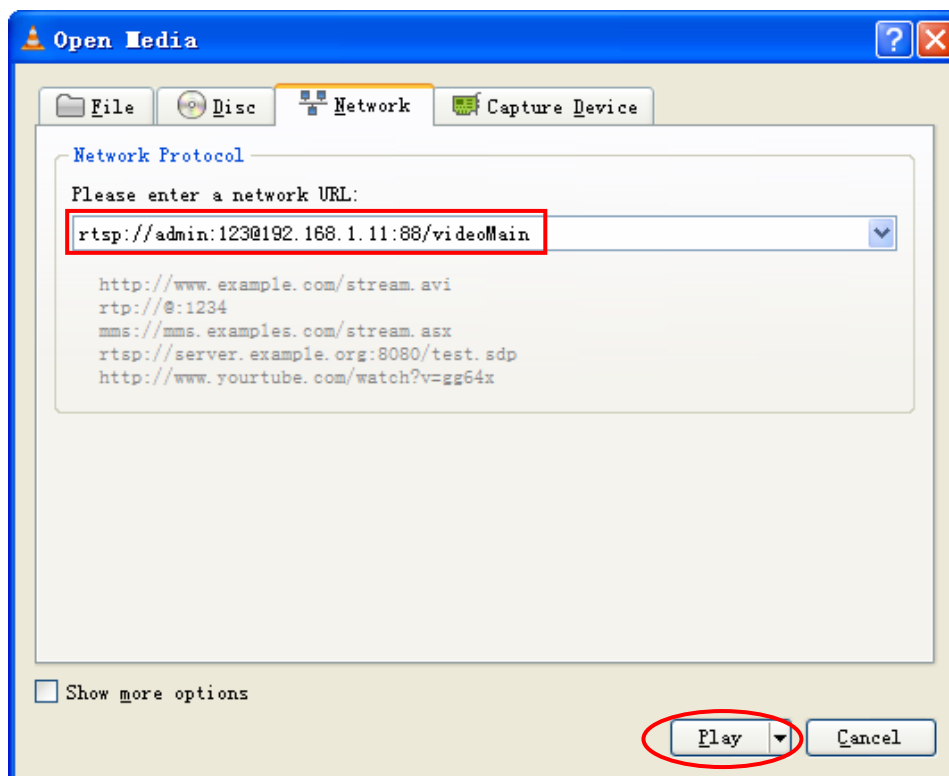 Open Media
File Disc Network Capture Device
Network Protocol
Please enter a network URL:
rtsp://admin:123@192.168.1.11:88/videoMain
http://www.example.com/stream.avi
rtp://@:1234
mms://mms.examples.com/stream.asx
rtsp://server.example.org:8080/test.sdp
http://www.yourtube.com/watch?v=gg64x
Show more options
Play Cancel